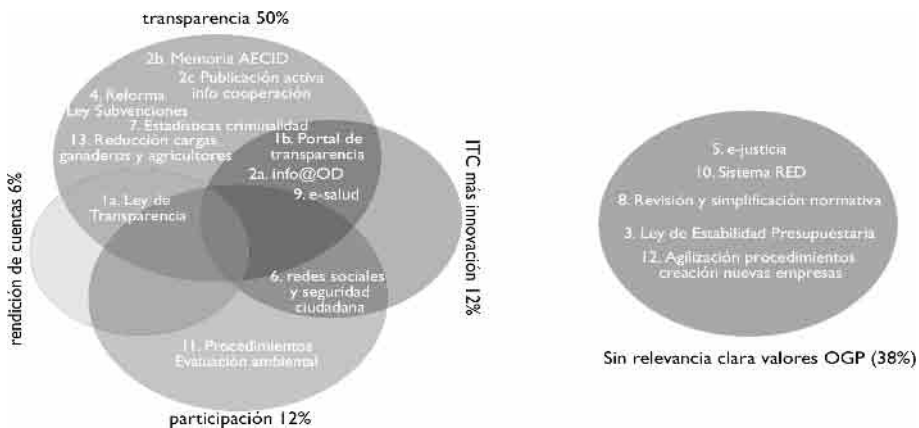 transparencia 50%
2b. Memoria AECID
2c Publicación activa
info cooperación
4. Reforma
Ley Subvenciones
7. Estadísticas criminalidad
13. Reducción cargas
ganaderos y agricultores
1b. Portal de
transparencia
2a. info@OD
9. e-salud
1a. Ley de
Transparencia
6. redes sociales
y seguridad
ciudadana
11. Procedimientos
Evaluación ambiental
participación 12%
rendición de cuentas 6%
ITC más innovación 12%
5. e-justicia
10. Sistema RED
8. Revisión y simplificación normativa
3. Ley de Estabilidad Presupuestaria
12. Agilización procedimientos
creación nuevas empresas
Sin relevancia clara valores OGP (38%)